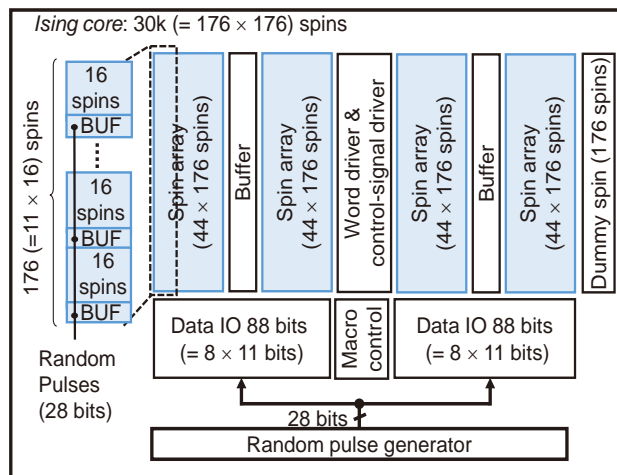 Ising core: 30k (= 176 × 176) spins
176 (=11 × 16) spins
16
spins
BUF
16
spins
BUF
16
spins
BUF
Random
Pulses
(28 bits)
Spin array
(44 × 176 spins)
Buffer
Spin array
(44 × 176 spins)
Word driver &
control-signal driver
Spin array
(44 × 176 spins)
Buffer
Spin array
(44 × 176 spins)
Dummy spin (176 spins)
Data IO 88 bits
(= 8 × 11 bits)
Macro
control
Data IO 88 bits
(= 8 × 11 bits)
28 bits
Random pulse generator